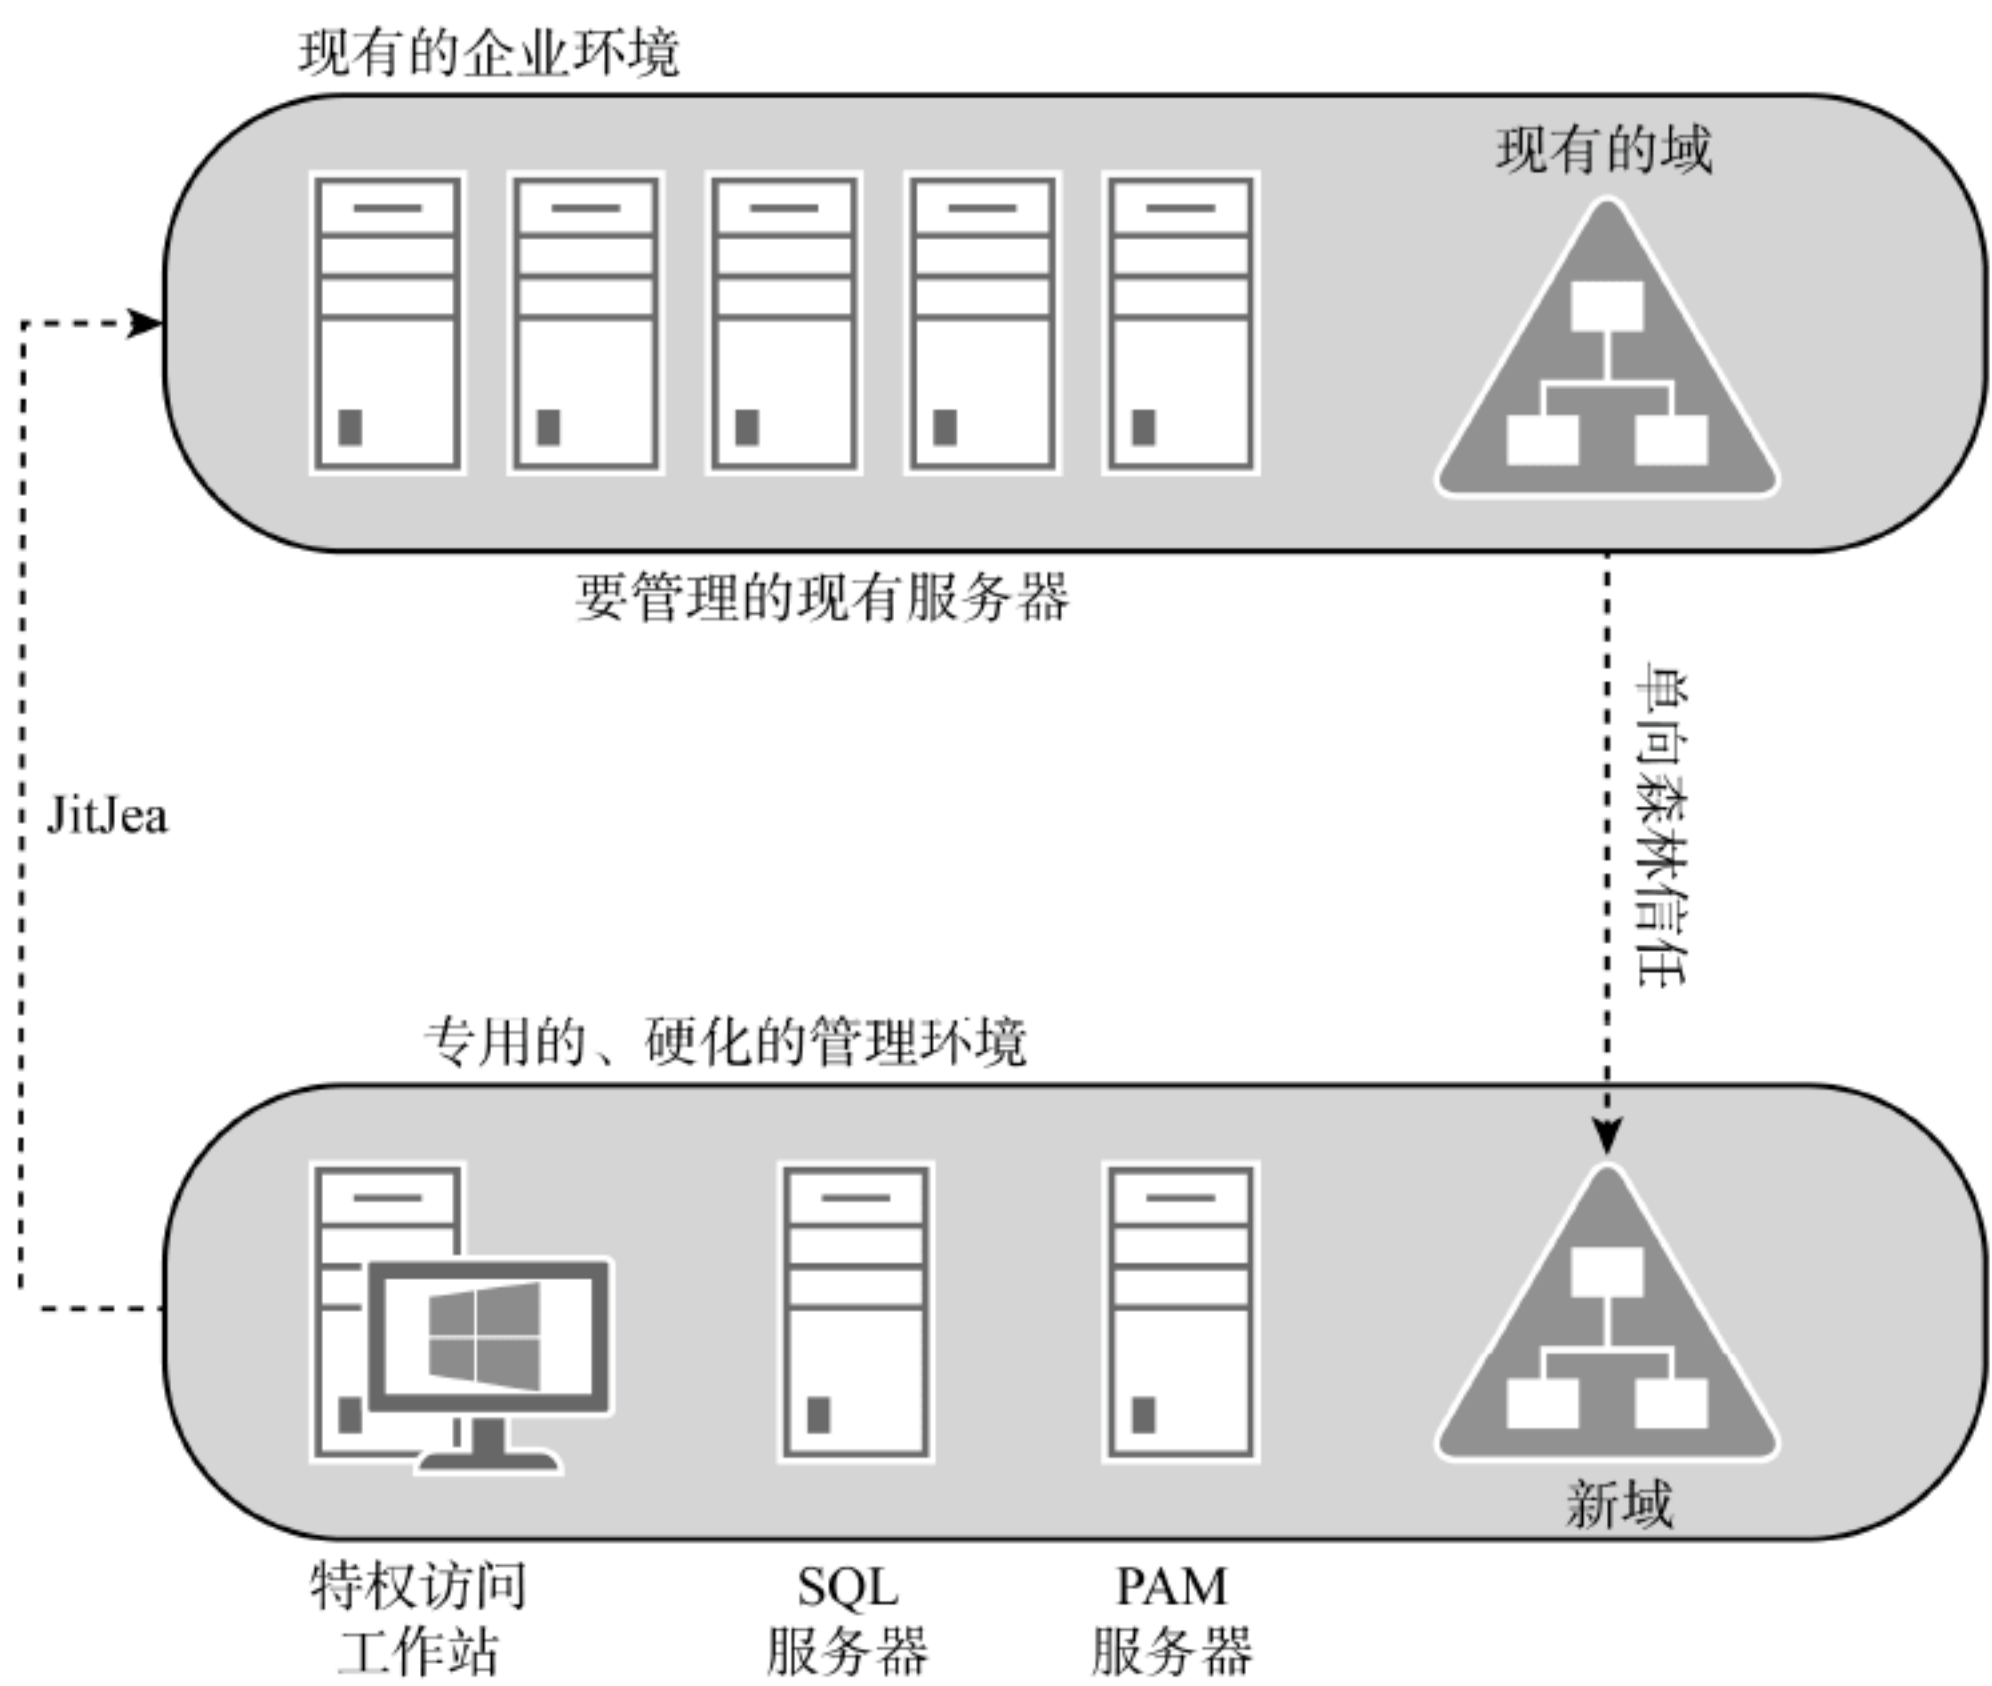 现有的企业环境
现有的域
要管理的现有服务器
单向森林信任
JitJea
专用的、硬化的管理环境
新域
特权访问
工作站
SQL
服务器
PAM
服务器